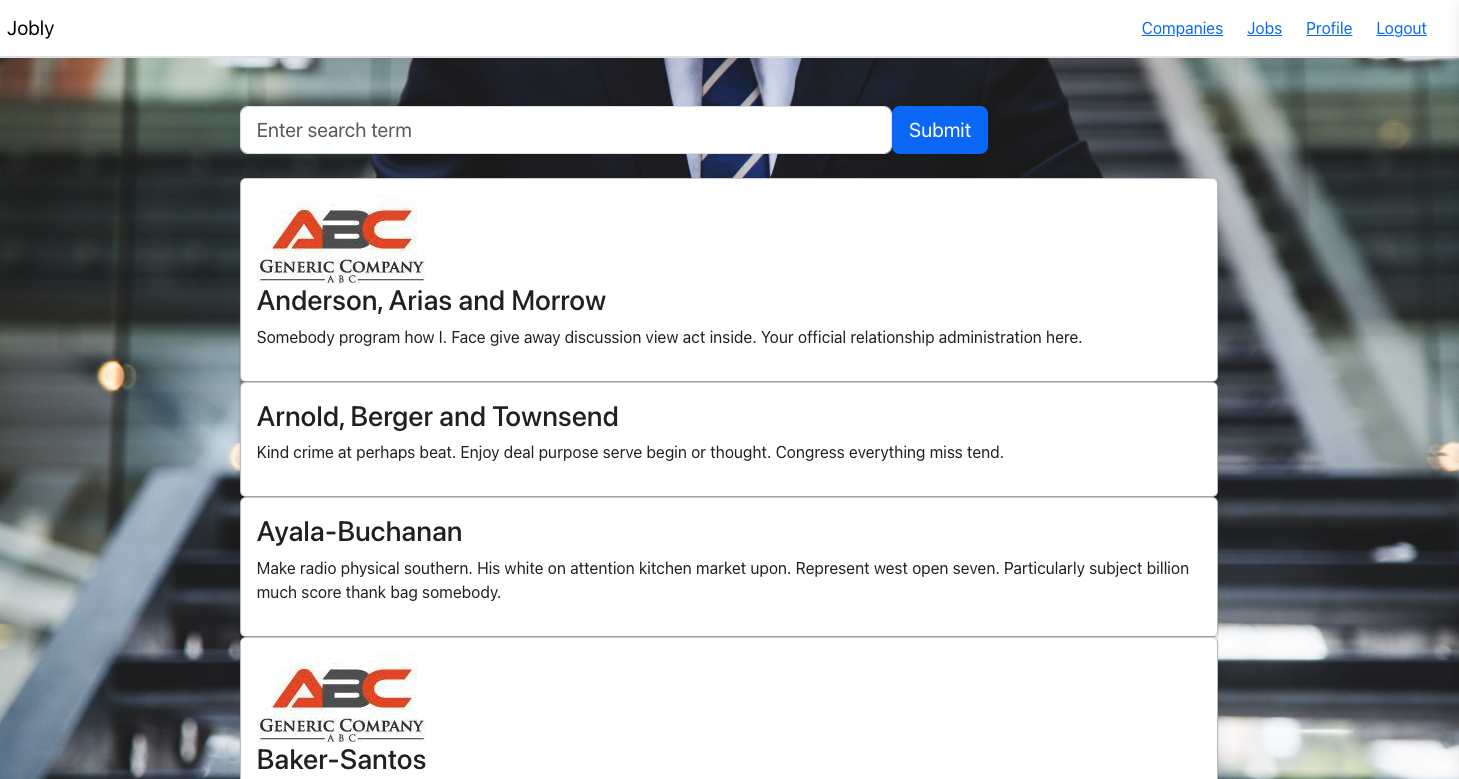 Jobly
Companies
Jobs
Profile
Logout
Enter search term
Submit
ABC
GENERIC COMPANY
ABC
Anderson, Arias and Morrow
Somebody program how I. Face give away discussion view act inside. Your official relationship administration here.
Arnold, Berger and Townsend
Kind crime at perhaps beat. Enjoy deal purpose serve begin or thought. Congress everything miss tend.
Ayala-Buchanan
Make radio physical southern. His white on attention kitchen market upon. Represent west open seven. Particularly subject billion
much score thank bag somebody.
ABC
GENERIC COMPANY
ABC
Baker-Santos